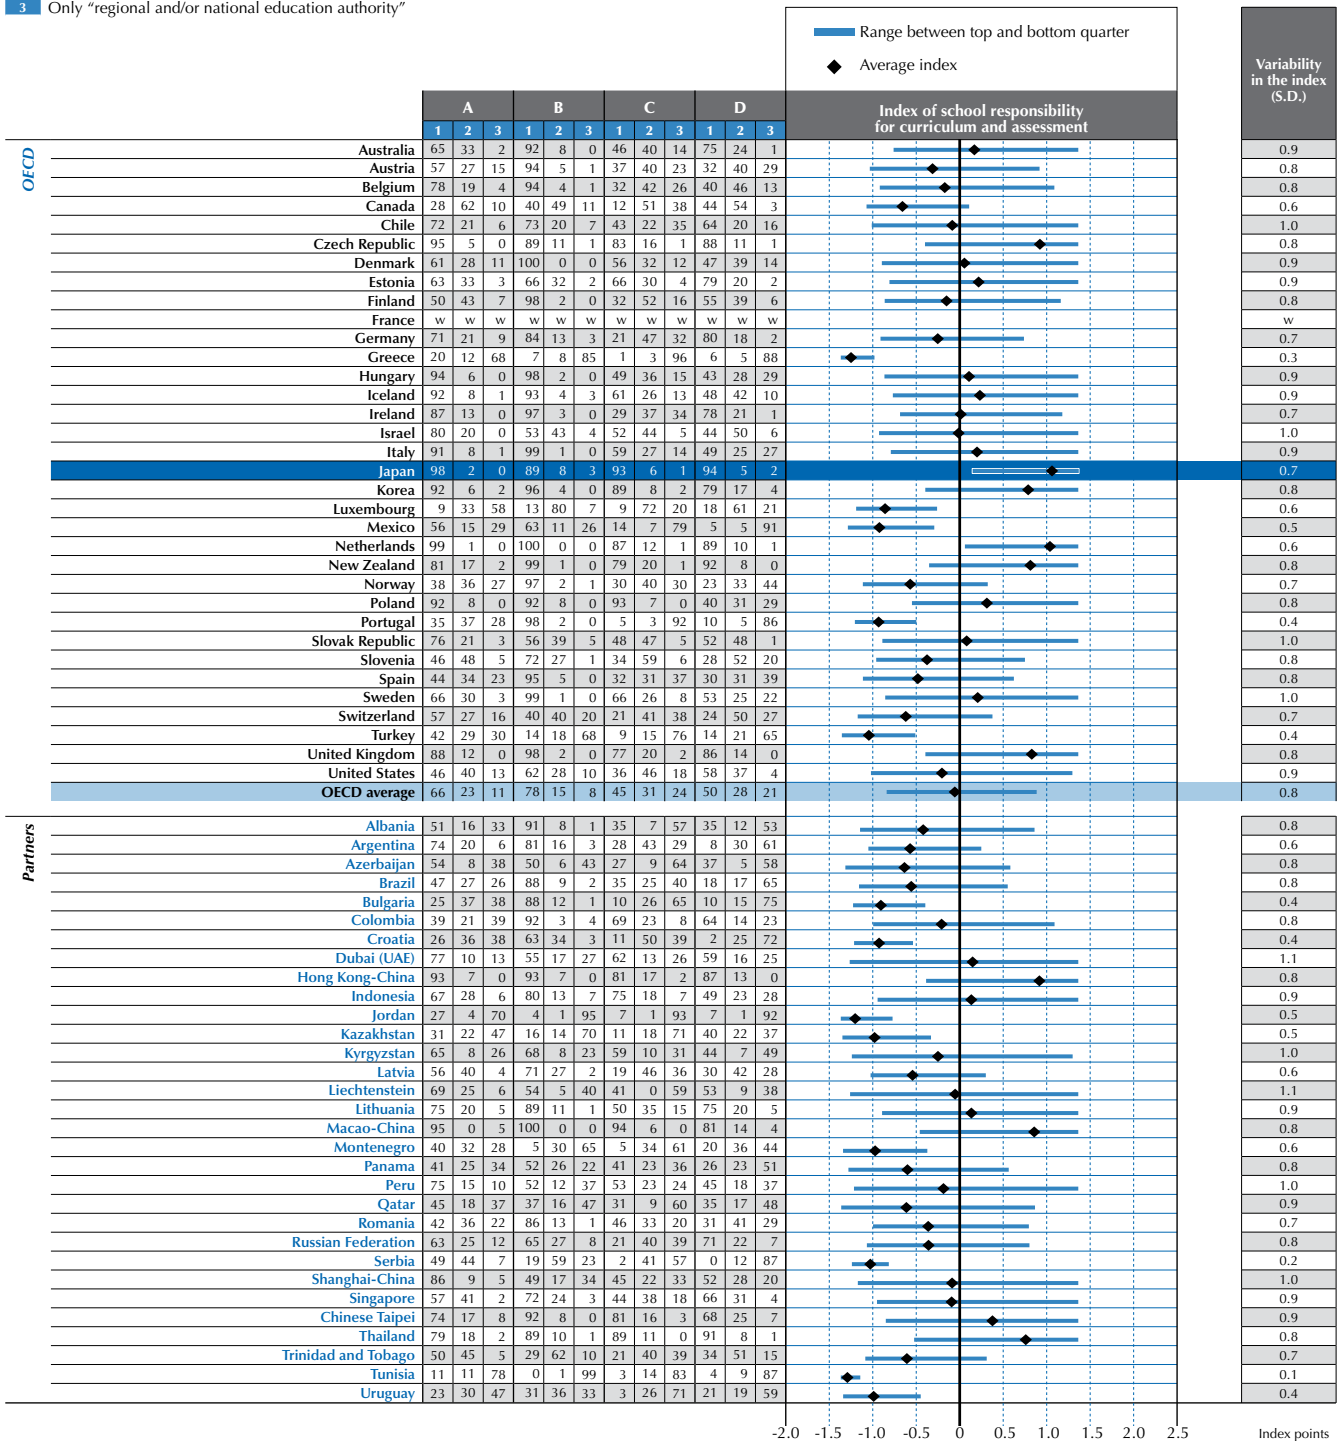 3 Only “regional and/or national education authority”
Range between top and bottom quarter
Average index
Variability
in the index
(S.D.)
A B C D
Index of school responsibility
for curriculum and assessment
1 2 3 1 2 3 1 2 3 1 2 3
OECD
Australia 65 33 2 92 8 0 46 40 14 75 24 1 0.9
Austria 57 27 15 94 5 1 37 40 23 32 40 29 0.8
Belgium 78 19 4 94 4 1 32 42 26 40 46 13 0.8
Canada 28 62 10 40 49 11 12 51 38 44 54 3 0.6
Chile 72 21 6 73 20 7 43 22 35 64 20 16 1.0
Czech Republic 95 5 0 89 11 1 83 16 1 88 11 1 0.8
Denmark 61 28 11 100 0 0 56 32 12 47 39 14 0.9
Estonia 63 33 3 66 32 2 66 30 4 79 20 2 0.9
Finland 50 43 7 98 2 0 32 52 16 55 39 6 0.8
France w w w w w w w w w w w w w
Germany 71 21 9 84 13 3 21 47 32 80 18 2 0.7
Greece 20 12 68 7 8 85 1 3 96 6 5 88 0.3
Hungary 94 6 0 98 2 0 49 36 15 43 28 29 0.9
Iceland 92 8 1 93 4 3 61 26 13 48 42 10 0.9
Ireland 87 13 0 97 3 0 29 37 34 78 21 1 0.7
Israel 80 20 0 53 43 4 52 44 5 44 50 6 1.0
Italy 91 8 1 99 1 0 59 27 14 49 25 27 0.9
Japan 98 2 0 89 8 3 93 6 1 94 5 2 0.7
Korea 92 6 2 96 4 0 89 8 2 79 17 4 0.8
Luxembourg 9 33 58 13 80 7 9 72 20 18 61 21 0.6
Mexico 56 15 29 63 11 26 14 7 79 5 5 91 0.5
Netherlands 99 1 0 100 0 0 87 12 1 89 10 1 0.6
New Zealand 81 17 2 99 1 0 79 20 1 92 8 0 0.8
Norway 38 36 27 97 2 1 30 40 30 23 33 44 0.7
Poland 92 8 0 92 8 0 93 7 0 40 31 29 0.8
Portugal 35 37 28 98 2 0 5 3 92 10 5 86 0.4
Slovak Republic 76 21 3 56 39 5 48 47 5 52 48 1 1.0
Slovenia 46 48 5 72 27 1 34 59 6 28 52 20 0.8
Spain 44 34 23 95 5 0 32 31 37 30 31 39 0.8
Sweden 66 30 3 99 1 0 66 26 8 53 25 22 1.0
Switzerland 57 27 16 40 40 20 21 41 38 24 50 27 0.7
Turkey 42 29 30 14 18 68 9 15 76 14 21 65 0.4
United Kingdom 88 12 0 98 2 0 77 20 2 86 14 0 0.8
United States 46 40 13 62 28 10 36 46 18 58 37 4 0.9
OECD average 66 23 11 78 15 8 45 31 24 50 28 21 0.8
Partners
Albania 51 16 33 91 8 1 35 7 57 35 12 53 0.8
Argentina 74 20 6 81 16 3 28 43 29 8 30 61 0.6
Azerbaijan 54 8 38 50 6 43 27 9 64 37 5 58 0.8
Brazil 47 27 26 88 9 2 35 25 40 18 17 65 0.8
Bulgaria 25 37 38 88 12 1 10 26 65 10 15 75 0.4
Colombia 39 21 39 92 3 4 69 23 8 64 14 23 0.8
Croatia 26 36 38 63 34 3 11 50 39 2 25 72 0.4
Dubai (UAE) 77 10 13 55 17 27 62 13 26 59 16 25 1.1
Hong Kong-China 93 7 0 93 7 0 81 17 2 87 13 0 0.8
Indonesia 67 28 6 80 13 7 75 18 7 49 23 28 0.9
Jordan 27 4 70 4 1 95 7 1 93 7 1 92 0.5
Kazakhstan 31 22 47 16 14 70 11 18 71 40 22 37 0.5
Kyrgyzstan 65 8 26 68 8 23 59 10 31 44 7 49 1.0
Latvia 56 40 4 71 27 2 19 46 36 30 42 28 0.6
Liechtenstein 69 25 6 54 5 40 41 0 59 53 9 38 1.1
Lithuania 75 20 5 89 11 1 50 35 15 75 20 5 0.9
Macao-China 95 0 5 100 0 0 94 6 0 81 14 4 0.8
Montenegro 40 32 28 5 30 65 5 34 61 20 36 44 0.6
Panama 41 25 34 52 26 22 41 23 36 26 23 51 0.8
Peru 75 15 10 52 12 37 53 23 24 45 18 37 1.0
Qatar 45 18 37 37 16 47 31 9 60 35 17 48 0.9
Romania 42 36 22 86 13 1 46 33 20 31 41 29 0.7
Russian Federation 63 25 12 65 27 8 21 40 39 71 22 7 0.8
Serbia 49 44 7 19 59 23 2 41 57 0 12 87 0.2
Shanghai-China 86 9 5 49 17 34 45 22 33 52 28 20 1.0
Singapore 57 41 2 72 24 3 44 38 18 66 31 4 0.9
Chinese Taipei 74 17 8 92 8 0 81 16 3 68 25 7 0.9
Thailand 79 18 2 89 10 1 89 11 0 91 8 1 0.8
Trinidad and Tobago 50 45 5 29 62 10 21 40 39 34 51 15 0.7
Tunisia 11 11 78 0 1 99 3 14 83 4 9 87 0.1
Uruguay 23 30 47 31 36 33 3 26 71 21 19 59 0.4
-2.0 -1.5 -1.0 -0.5 0 0.5 1.0 1.5 2.0 2.5 Index points